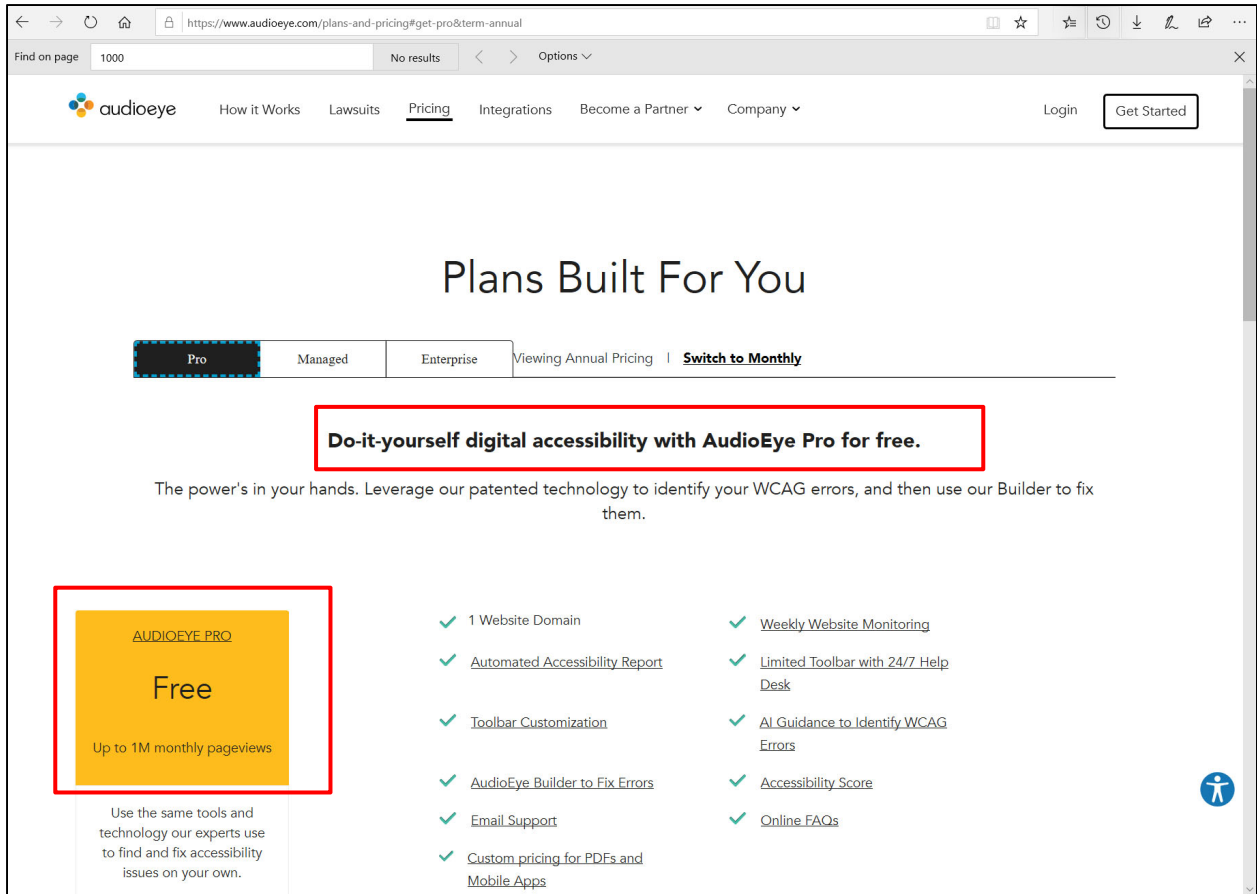 https://www.audioeye.com/plans-and-pricing#get-pro&term-annual
Find on page 1000 No results Options
audioeye How it Works Lawsuits Pricing Integrations Become a Partner Company Login Get Started
Plans Built For You
Pro Managed Enterprise Viewing Annual Pricing | Switch to Monthly
Do-it-yourself digital accessibility with AudioEye Pro for free.
The power's in your hands. Leverage our patented technology to identify your WCAG errors, and then use our Builder to fix
them.
AUDIOEYE PRO
Free
Up to 1M monthly pageviews
Use the same tools and
technology our experts use
to find and fix accessibility
issues on your own.
1 Website Domain
Automated Accessibility Report
Toolbar Customization
AudioEye Builder to Fix Errors
Email Support
Custom pricing for PDFs and
Mobile Apps
Weekly Website Monitoring
Limited Toolbar with 24/7 Help
Desk
AI Guidance to Identify WCAG
Errors
Accessibility Score
Online FAQs